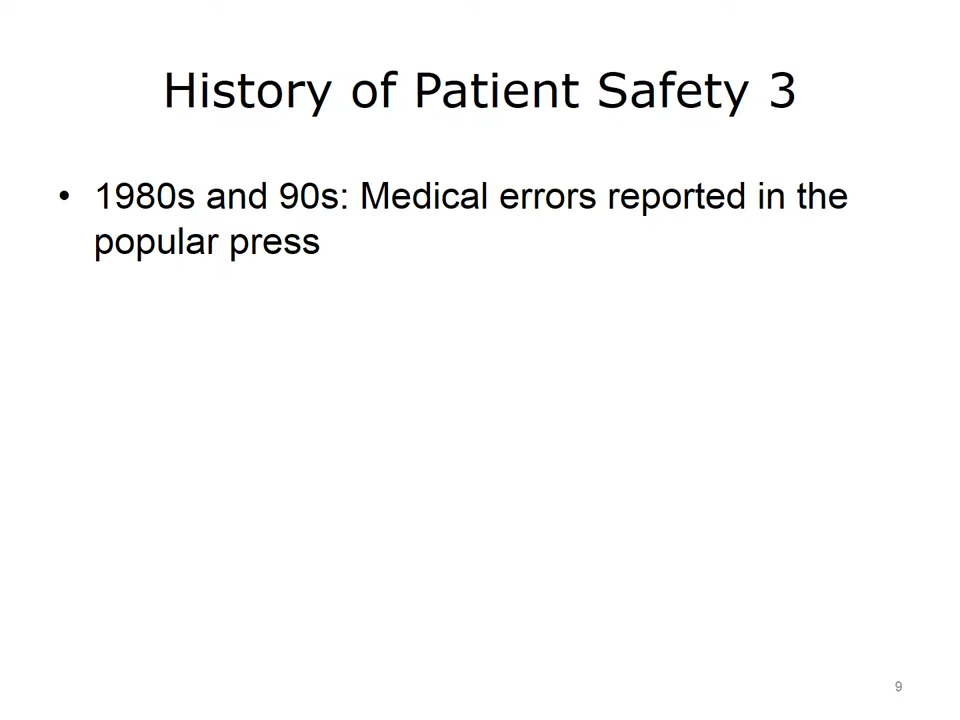 History of Patient Safety 3
• 1980s and 90s: Medical errors reported in the
popular press
9